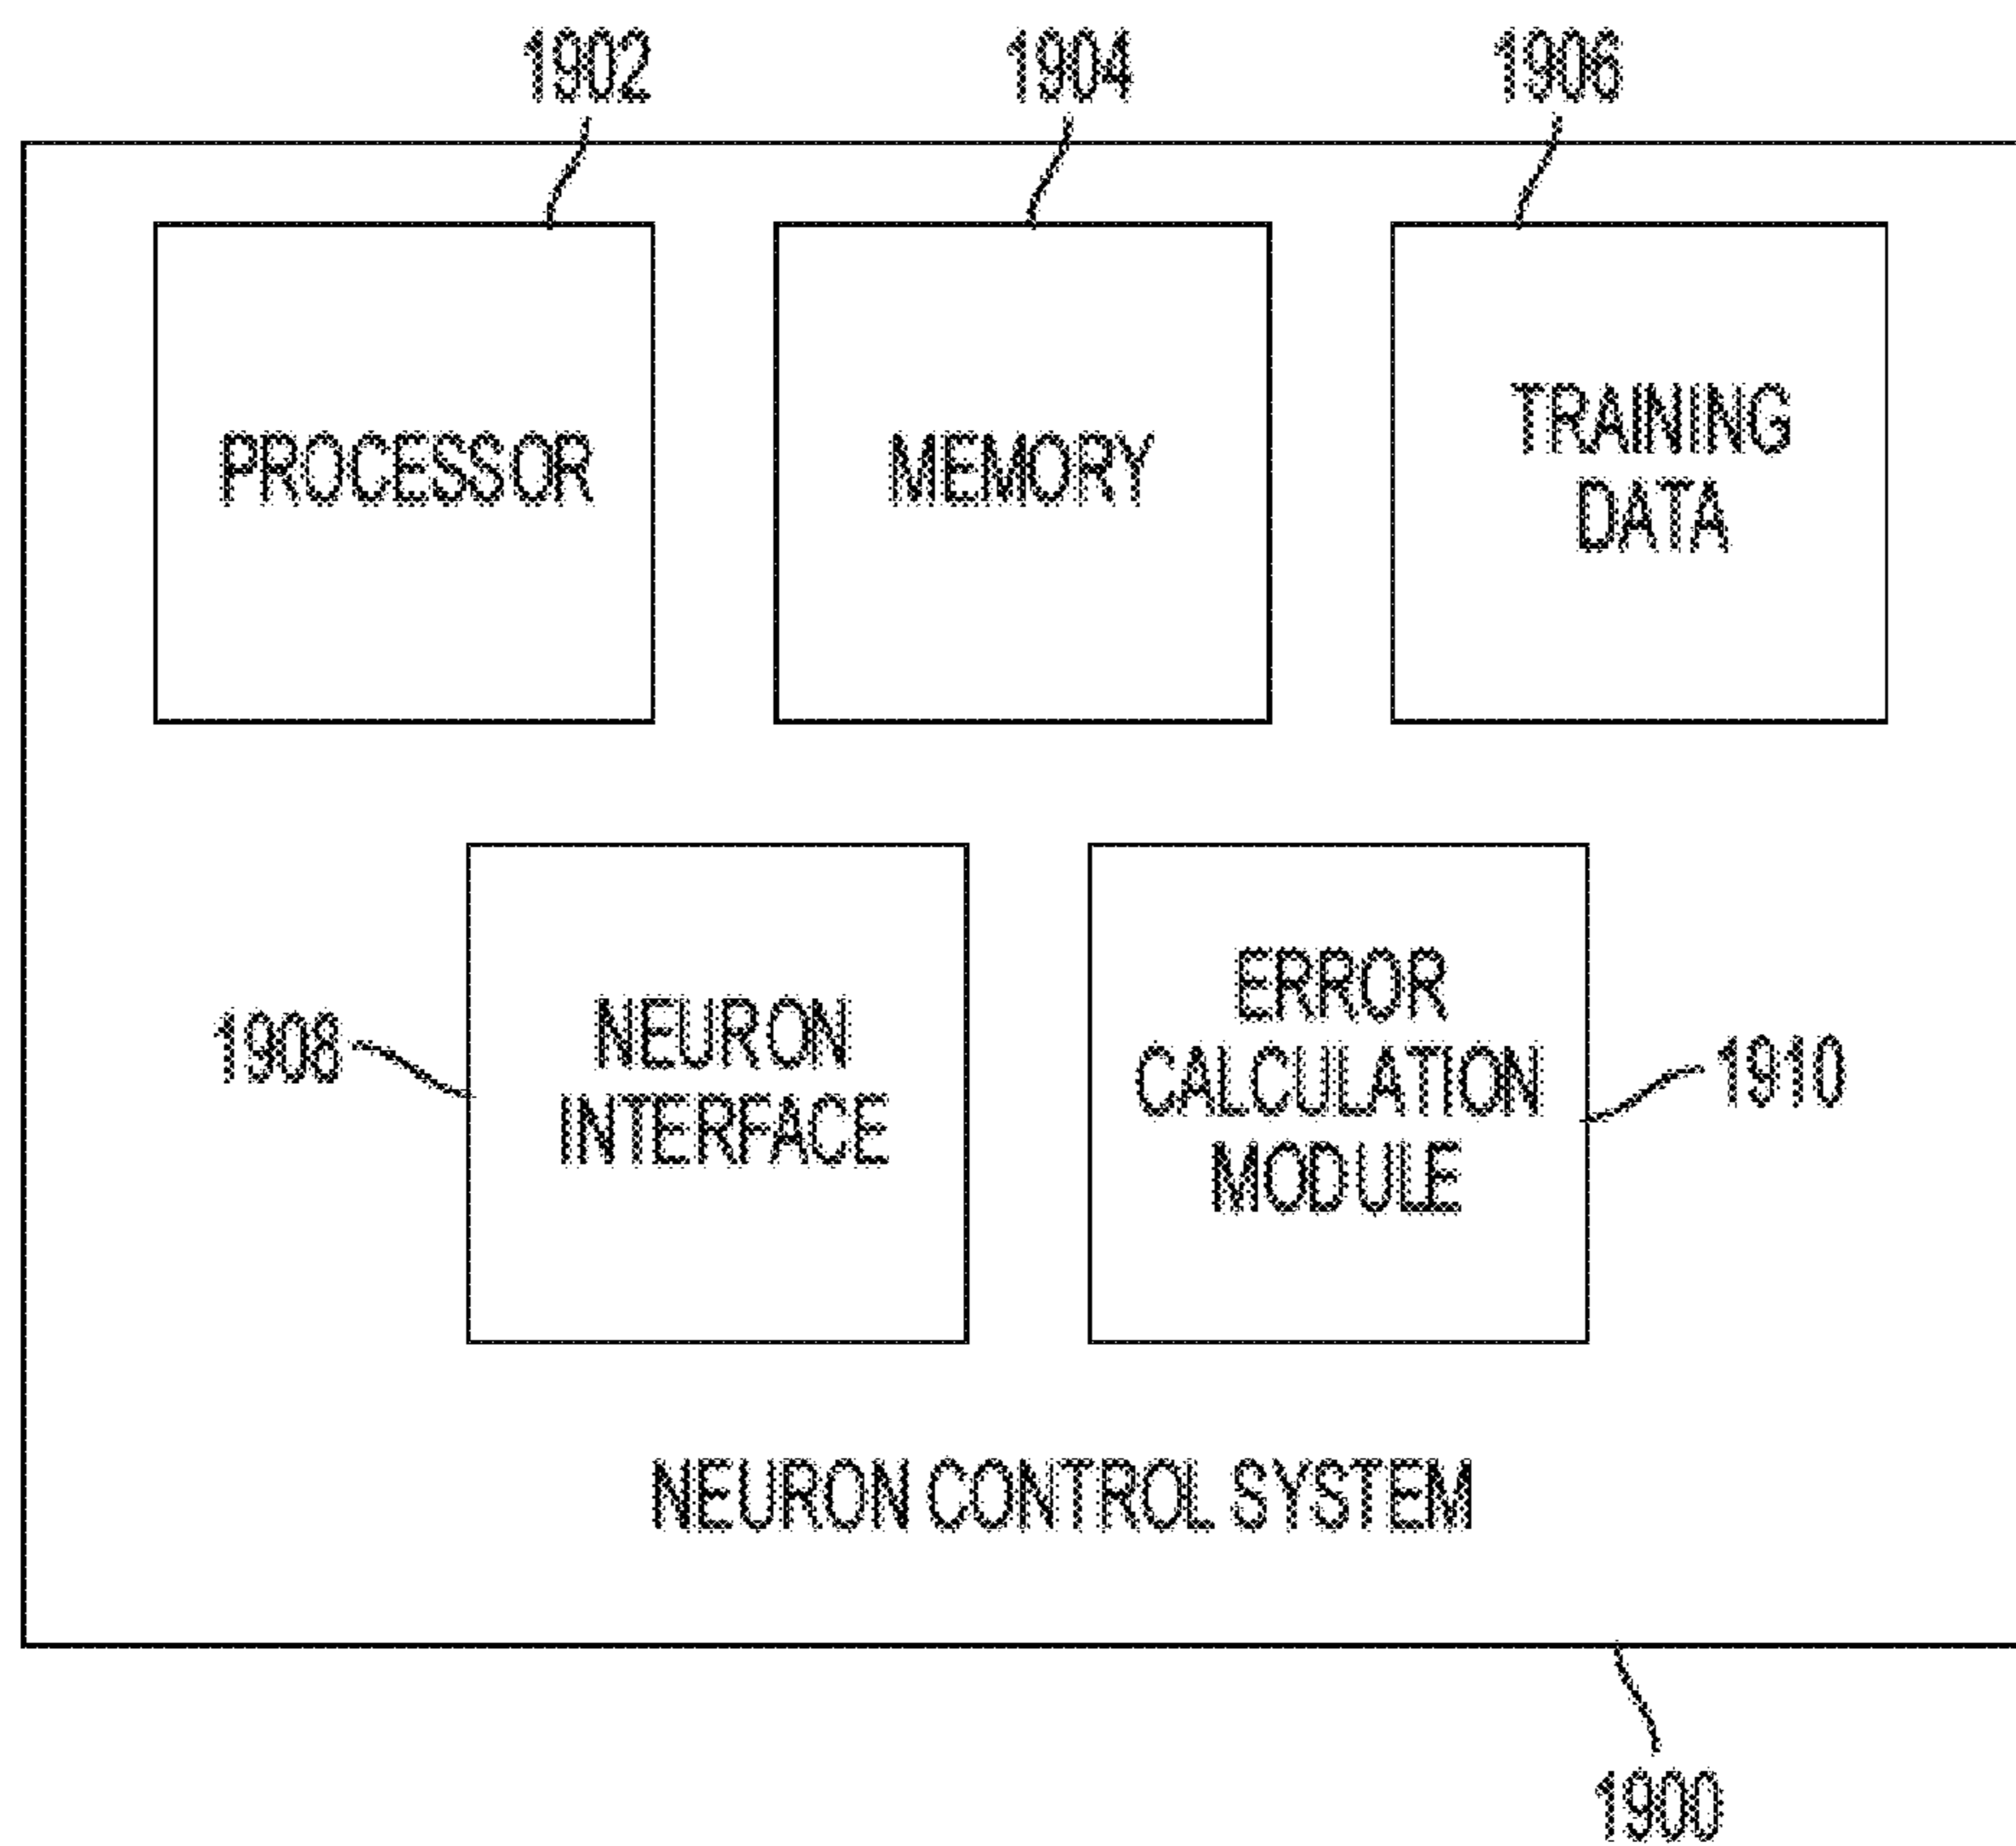 1902
1904
1906
PROCESSOR
MEMORY
TRAINING
DATA
1908
NEURON
INTERFACE
ERROR
CALCULATION
MODULE
1910
NEURON CONTROL SYSTEM
1900